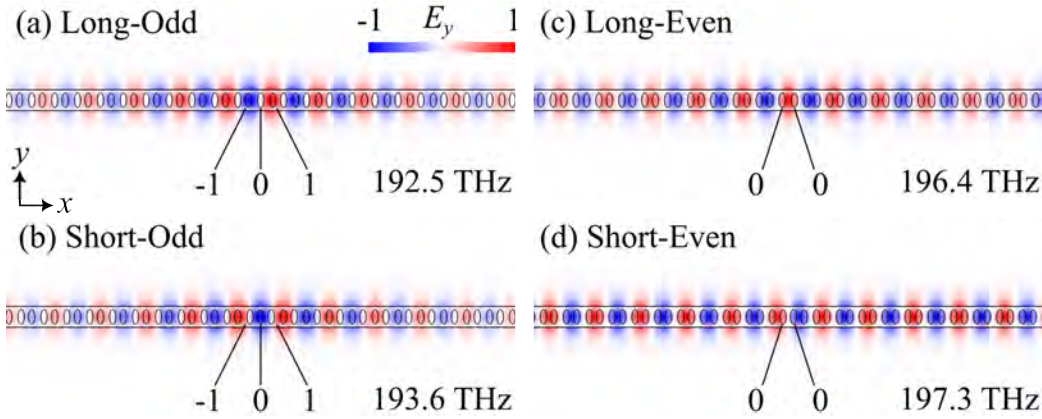 (a) Long-Odd
-1 E_y 1
-1 0 1
192.5 THz
y
x
(b) Short-Odd
-1 0 1
193.6 THz
(c) Long-Even
0 0
196.4 THz
(d) Short-Even
0 0
197.3 THz